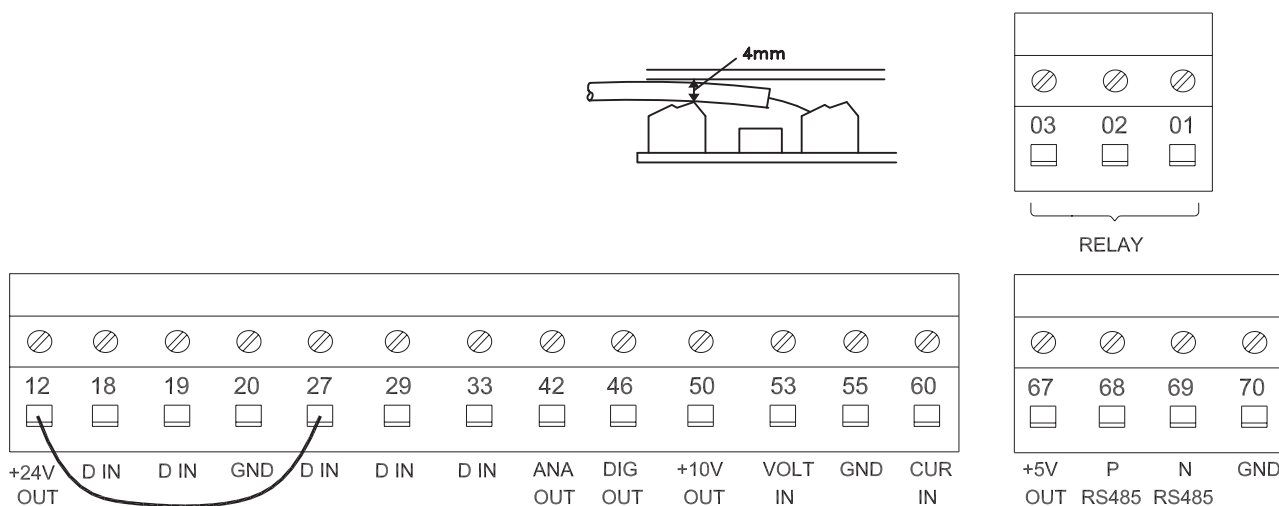 4mm
03 02 01
RELAY
12 18 19 20 27 29 33 42 46 50 53 55 60
+24V OUT D IN D IN GND D IN D IN D IN ANA OUT DIG OUT +10V OUT VOLT IN GND CUR IN
67 68 69 70
+5V OUT P RS485 N RS485 GND